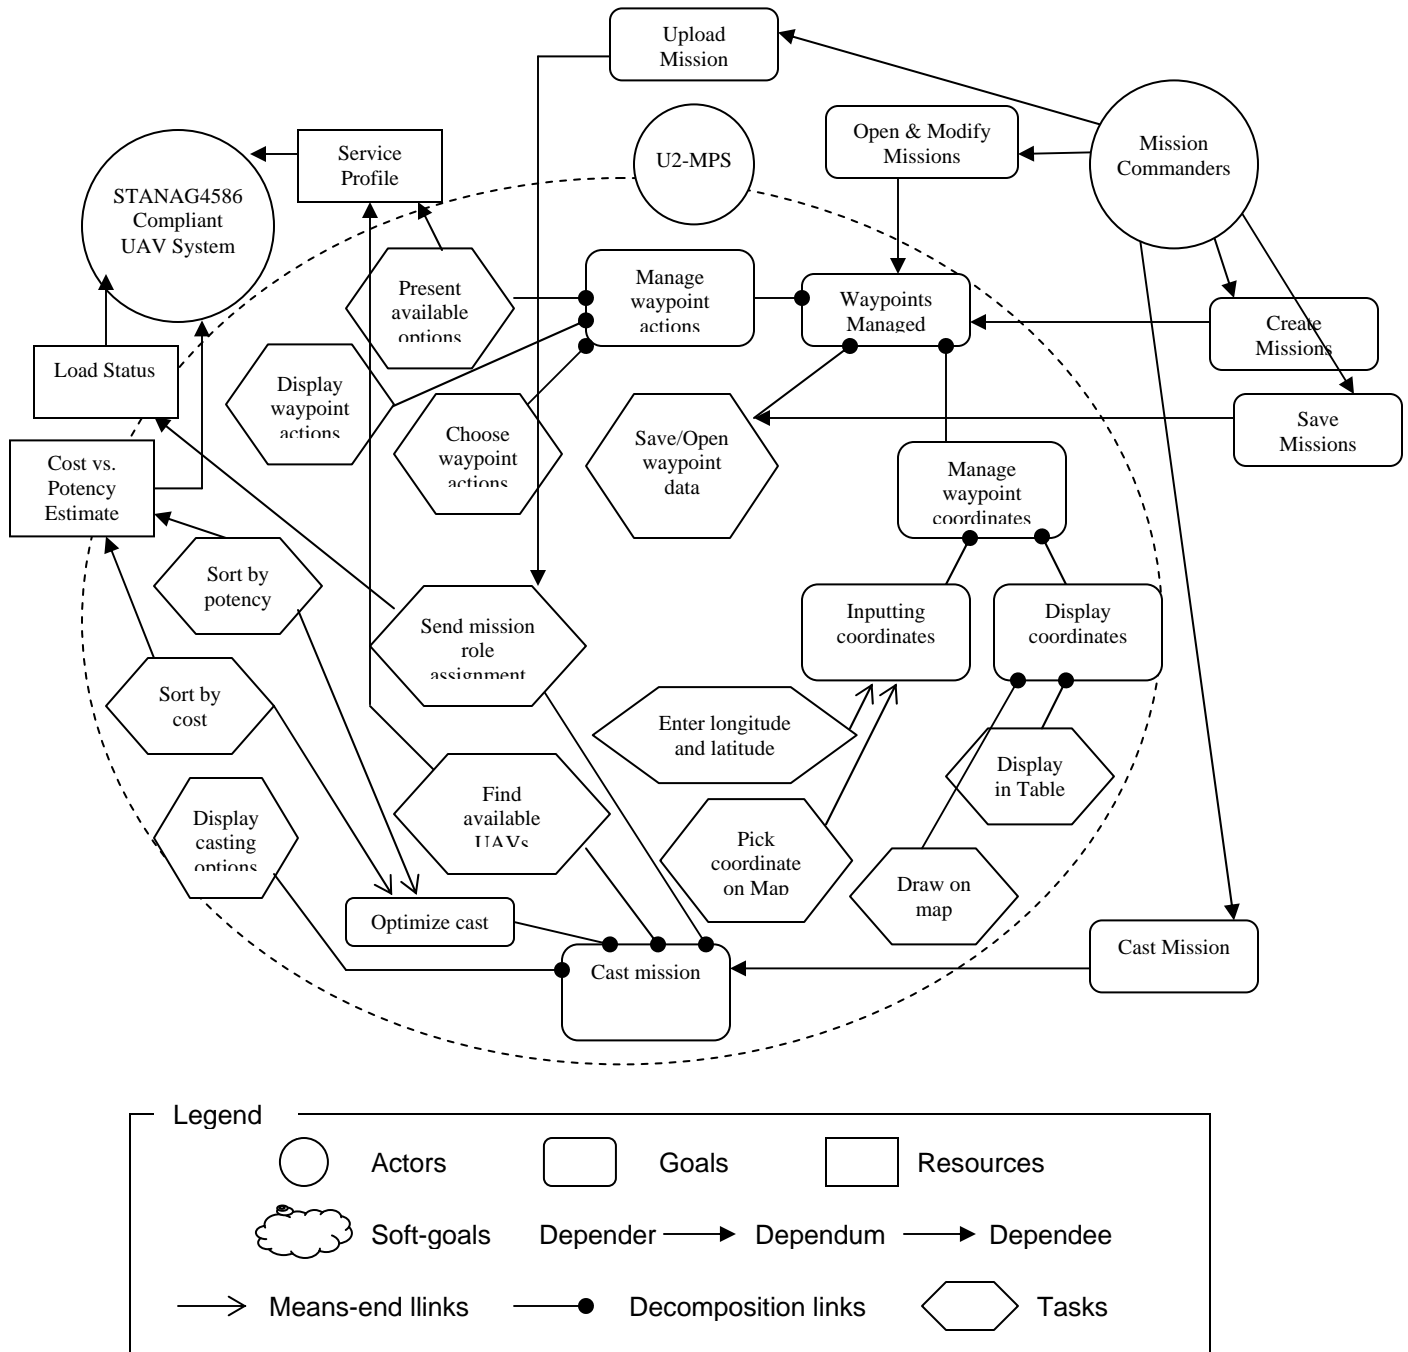 Upload
Mission
Open & Modify
Missions
Mission
Commanders
U2-MPS
Service
Profile
STANAG4586
Compliant
UAV System
Present
available
options
Manage
waypoint
actions
Waypoints
Managed
Create
Missions
Load Status
Display
waypoint
actions
Choose
waypoint
actions
Save/Open
waypoint
data
Save
Missions
Cost vs.
Potency
Estimate
Manage
waypoint
coordinates
Sort by
potency
Send mission
role
assignment
Inputting
coordinates
Display
coordinates
Sort by
cost
Enter longitude
and latitude
Display
in Table
Find
available
UAVs
Display
casting
options
Pick
coordinate
on Map
Draw on
map
Optimize cast
Cast mission
Cast Mission
Legend
Actors
Goals
Resources
Soft-goals
Depender
Dependum
Dependee
Means-end llinks
Decomposition links
Tasks